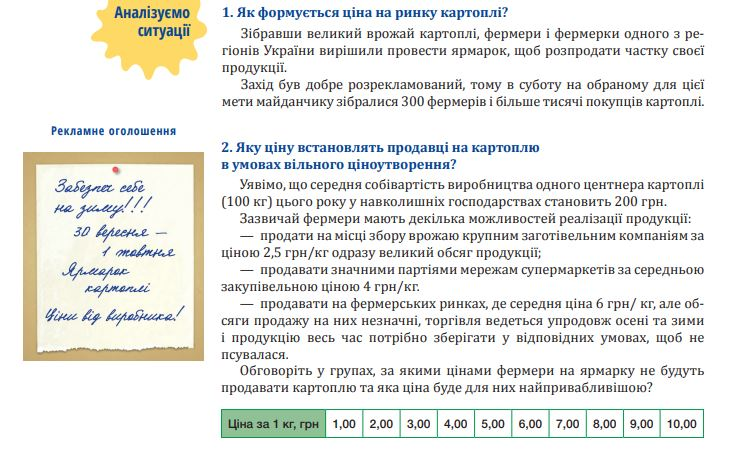 Аналізуємо
ситуації
1. Як формується ціна на ринку картоплі?
Зібравши великий врожай картоплі, фермери і фермерки одного з ре-
гіонів України вирішили провести ярмарок, щоб розпродати частку своєї
продукції.
Захід був добре розрекламований, тому в суботу на обраному для цієї
мети майданчику зібралися 300 фермерів і більше тисячі покупців картоплі.
Рекламне оголошення
Забезпеч себе
на зиму!!!
30 вересня —
1 жовтня
Ярмарок
картоплі
Ціни від виробника!
2. Яку ціну встановлять продавці на картоплю
в умовах вільного ціноутворення?
Уявімо, що середня собівартість виробництва одного центнера картоплі
(100 кг) цього року у навколишніх господарствах становить 200 грн.
Зазвичай фермери мають декілька можливостей реалізації продукції:
— продати на місці збору врожаю крупним заготівельним компаніям за
ціною 2,5 грн/кг одразу великий обсяг продукції;
— продавати значними партіями мережам супермаркетів за середньою
закупівельною ціною 4 грн/кг.
— продавати на фермерських ринках, де середня ціна 6 грн/ кг, але об-
сяги продажу на них незначні, торгівля ведеться упродовж осені та зими
і продукцію весь час потрібно зберігати у відповідних умовах, щоб не
псувалася.
Обговоріть у групах, за якими цінами фермери на ярмарку не будуть
продавати картоплю та яка ціна буде для них найпривабливішою?
Ціна за 1 кг, грн 1,00 2,00 3,00 4,00 5,00 6,00 7,00 8,00 9,00 10,00